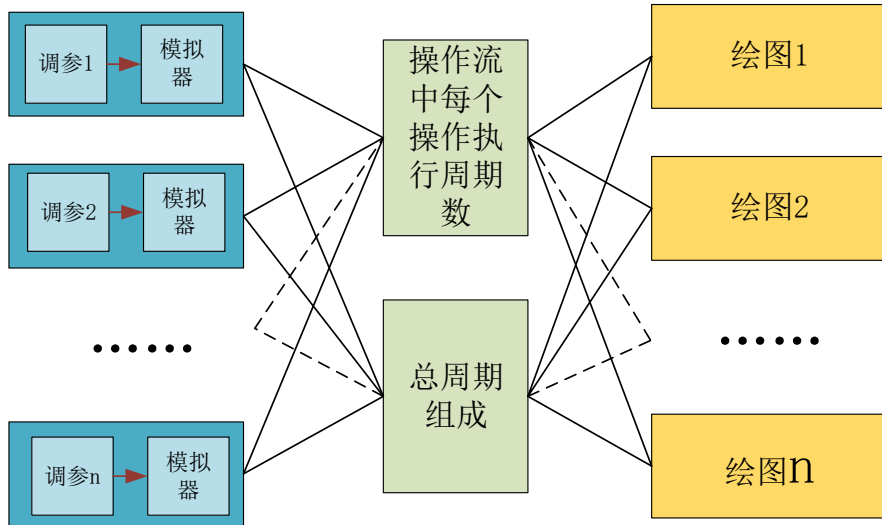 调参1
模拟
器
调参2
模拟
器
……
调参n
模拟
器
操作流
中每个
操作执
行周期
数
总周期
组成
绘图1
绘图2
……
绘图n